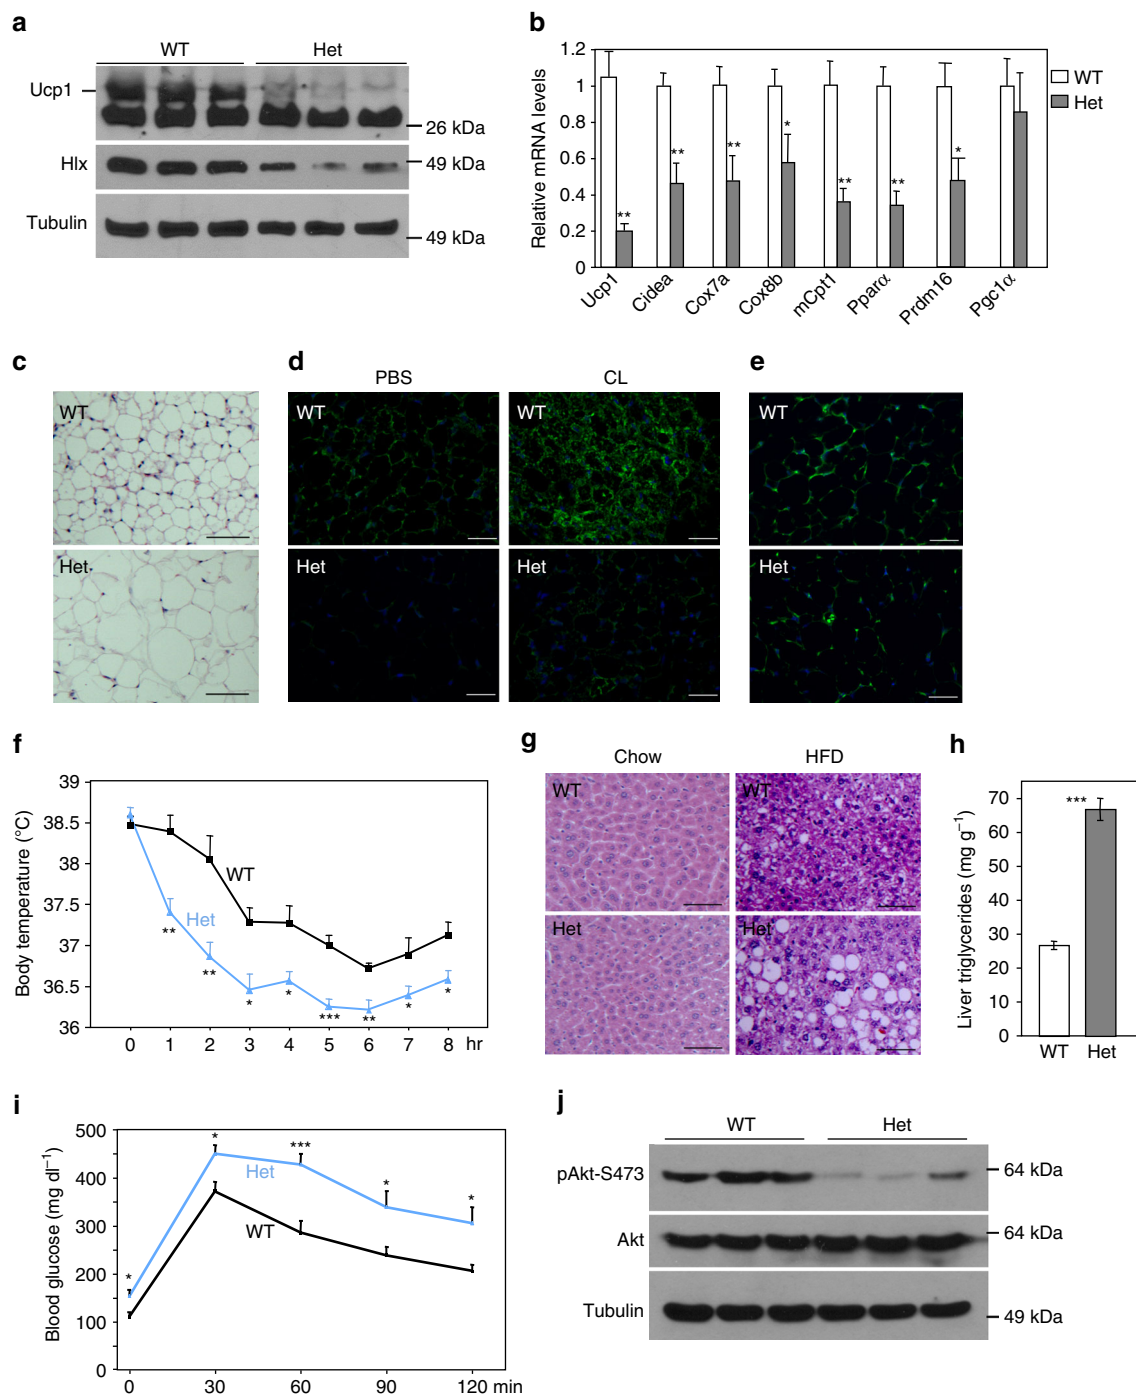 a
WT Het
Ucp1
26 kDa
Hlx
49 kDa
Tubulin
49 kDa
b
Relative mRNA levels
1.2
1
0.8
0.6
0.4
0.2
0
** ** ** * ** ** *
Ucp1 Cidea Cox7a Cox8b mCpt1 Pparα Prdm16 Pgc1α
WT
Het
c
WT
Het
d
PBS CL
WT WT
Het Het
e
WT
Het
f
Body temperature (°C)
39
38.5
38
37.5
37
36.5
36
WT
Het
** ** * * *** ** * *
0 1 2 3 4 5 6 7 8 hr
g
Chow HFD
WT WT
Het Het
h
Liver triglycerides (mg g⁻¹)
70
60
50
40
30
20
10
0
***
WT Het
i
Blood glucose (mg dl⁻¹)
500
400
300
200
100
0
* * *** * *
Het
WT
0 30 60 90 120 min
j
WT Het
pAkt-S473
64 kDa
Akt
64 kDa
Tubulin
49 kDa